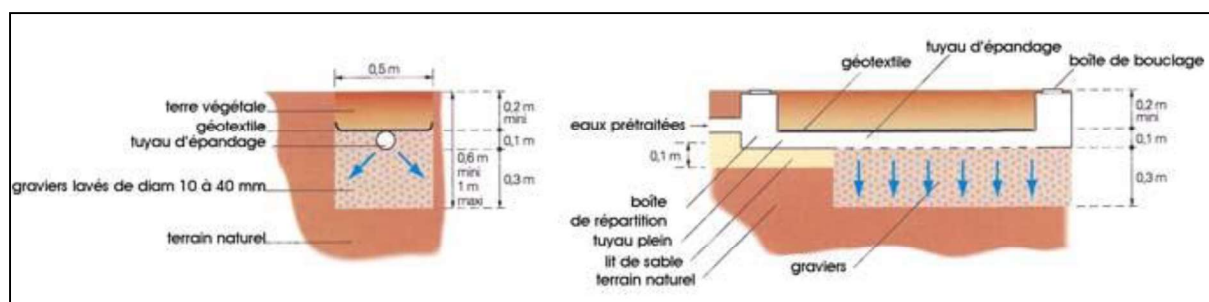 0,5 m
terre végétale
géotextile
tuyau d'épandage
graviers lavés de diam 10 à 40 mm
terrain naturel
0,6 m
mini
1 m
maxi
0,2 m
mini
0,1 m
0,3 m
tuyau d'épandage
géotextile
boîte de bouclage
eaux prétraitées
0,1 m
boîte
de répartition
tuyau plein
lit de sable
terrain naturel
graviers
0,2 m
mini
0,1 m
0,3 m